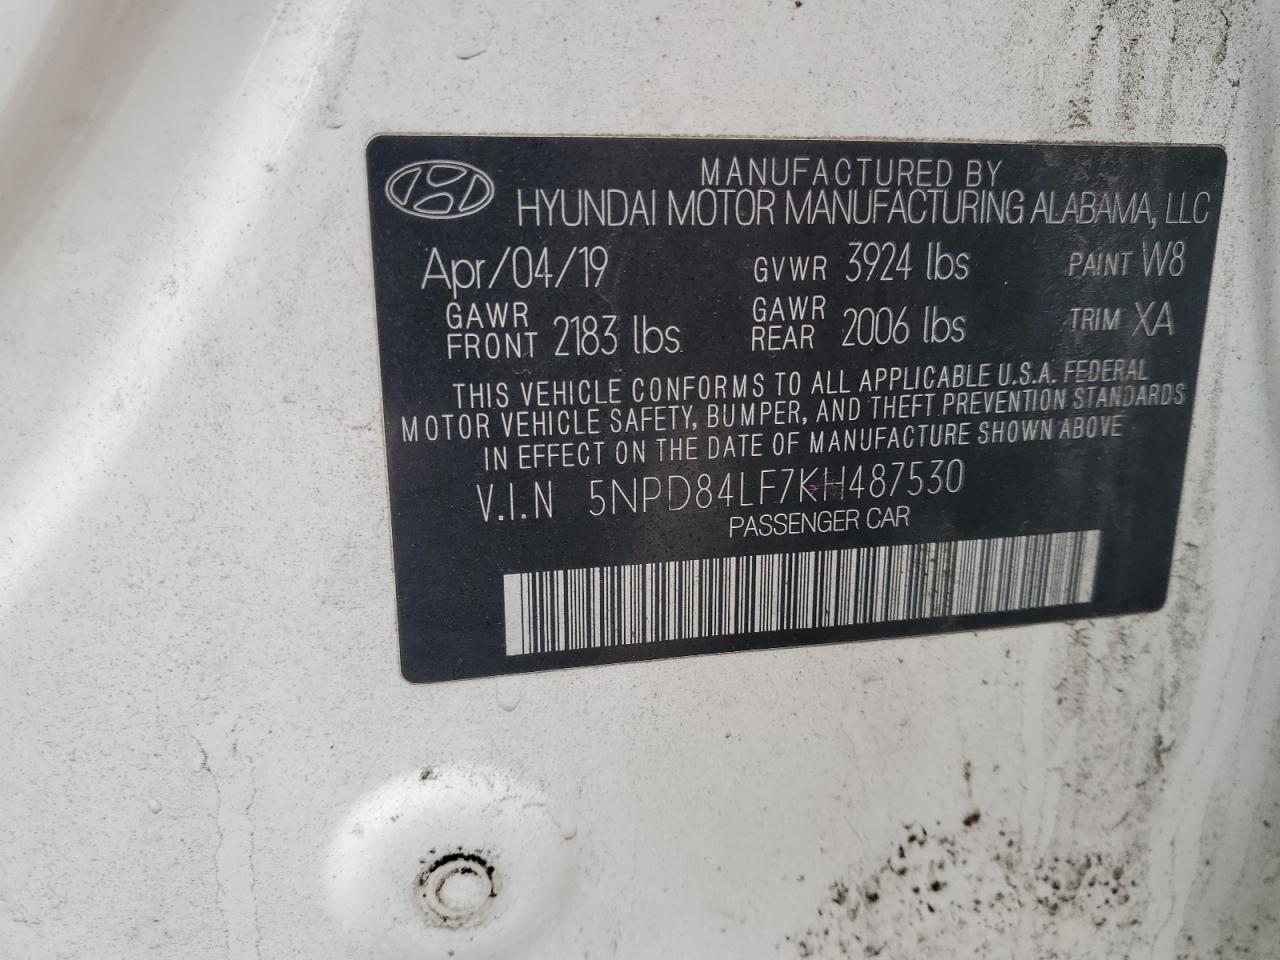 MANUFACTURED BY
HYUNDAI MOTOR MANUFACTURING ALABAMA, LLC
Apr/04/19 GVWR 3924 lbs PAINT W8
GAWR FRONT 2183 lbs GAWR REAR 2006 lbs TRIM XA
THIS VEHICLE CONFORMS TO ALL APPLICABLE U.S.A. FEDERAL
MOTOR VEHICLE SAFETY, BUMPER, AND THEFT PREVENTION STANDARDS
IN EFFECT ON THE DATE OF MANUFACTURE SHOWN ABOVE
V.I.N 5NPD84LF7KH487530
PASSENGER CAR